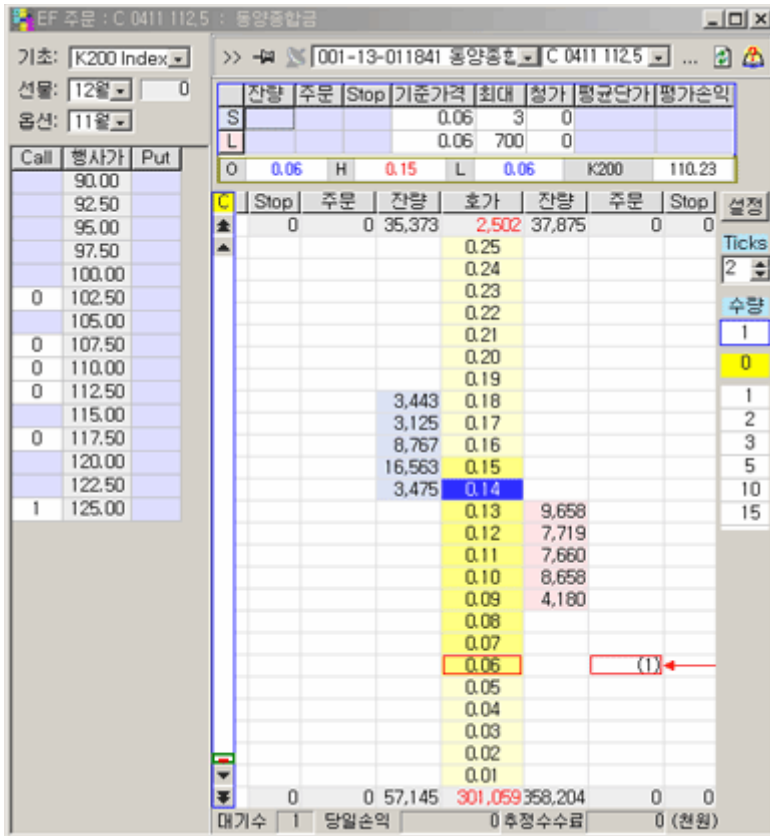 EF 주문 : C 0411 112,5 : 동양종합금
기초: K200 Index
선물: 12월 0
옵션: 11월
>> 001-13-011841 동양종합 C 0411 112,5 ...
잔량 주문 Stop 기준가격 최대 청가 평균단가 평가손익
S 0.06 3 0
L 0.06 700 0
O 0.06 H 0.15 L 0.06 K200 110.23
Call 행사가 Put
90.00
92.50
95.00
97.50
100.00
0 102.50
105.00
0 107.50
0 110.00
0 112.50
115.00
0 117.50
120.00
122.50
1 125.00
C Stop 주문 잔량 호가 잔량 주문 Stop
0 0 35,373 2,502 37,875 0 0
0.25
0.24
0.23
0.22
0.21
0.20
0.19
3,443 0.18
3,125 0.17
8,767 0.16
16,563 0.15
3,475 0.14
0.13 9,658
0.12 7,719
0.11 7,660
0.10 8,658
0.09 4,180
0.08
0.07
0.06 (1)
0.05
0.04
0.03
0.02
0.01
0 0 57,145 301,059 358,204 0 0
대기수 1 당일손익 0 추정수수료 0 (천원)
설정
Ticks
2
수량
1
0
1
2
3
5
10
15